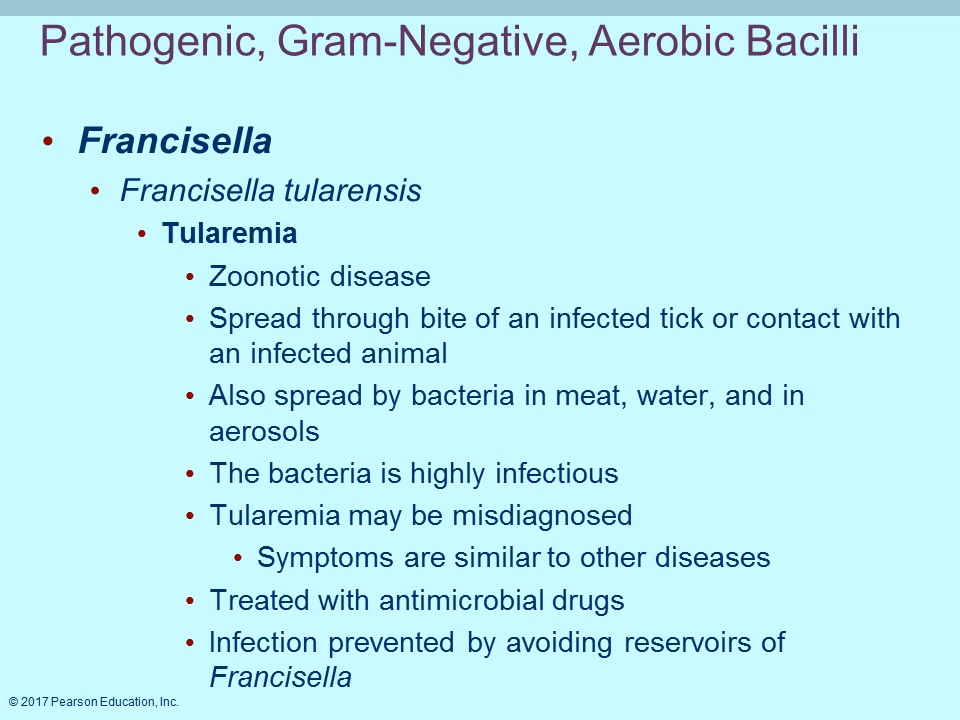 Pathogenic, Gram-Negative, Aerobic Bacilli
• Francisella
• Francisella tularensis
• Tularemia
• Zoonotic disease
• Spread through bite of an infected tick or contact with
an infected animal
• Also spread by bacteria in meat, water, and in
aerosols
• The bacteria is highly infectious
• Tularemia may be misdiagnosed
• Symptoms are similar to other diseases
• Treated with antimicrobial drugs
• Infection prevented by avoiding reservoirs of
Francisella
© 2017 Pearson Education, Inc.